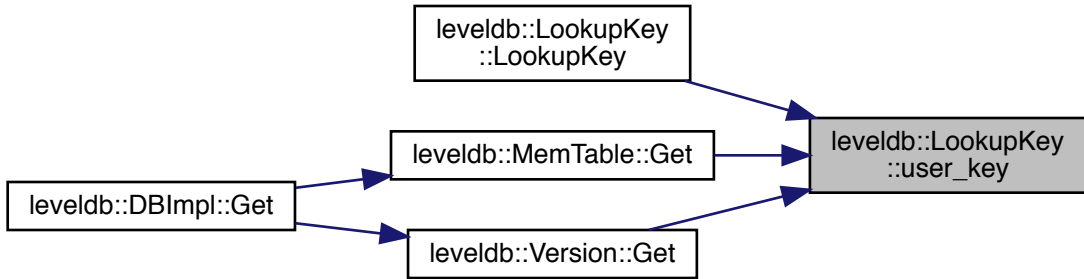 leveldb::LookupKey
::LookupKey
leveldb::LookupKey
::user_key
leveldb::MemTable::Get
leveldb::DBImpl::Get
leveldb::Version::Get